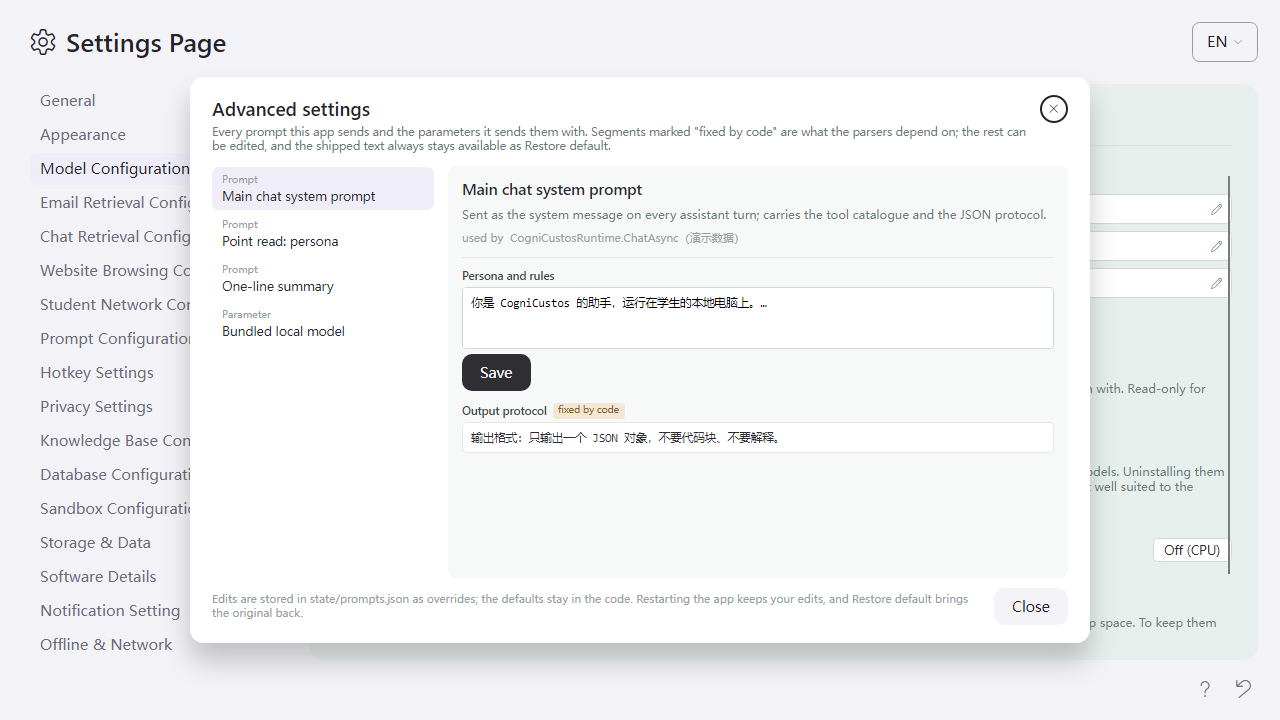 Settings Page
EN
General
Appearance
Model Configuration
Email Retrieval Config
Chat Retrieval Config
Website Browsing Co
Student Network Con
Prompt Configuration
Hotkey Settings
Privacy Settings
Knowledge Base Con
Database Configurati
Sandbox Configuratio
Storage & Data
Software Details
Notification Setting
Offline & Network
Advanced settings
Every prompt this app sends and the parameters it sends them with. Segments marked "fixed by code" are what the parsers depend on; the rest can
be edited, and the shipped text always stays available as Restore default.
Prompt
Main chat system prompt
Prompt
Point read: persona
Prompt
One-line summary
Parameter
Bundled local model
Main chat system prompt
Sent as the system message on every assistant turn; carries the tool catalogue and the JSON protocol.
used by CogniCustosRuntime.ChatAsync (演示数据)
Persona and rules
你是 CogniCustos 的助手，运行在学生的本地电脑上。…
Save
Output protocol fixed by code
输出格式：只输出一个 JSON 对象，不要代码块、不要解释。
Edits are stored in state/prompts.json as overrides; the defaults stay in the code. Restarting the app keeps your edits, and Restore default brings
the original back.
Close
with. Read-only for
odels. Uninstalling them
well suited to the
Off (CPU)
p space. To keep them
?